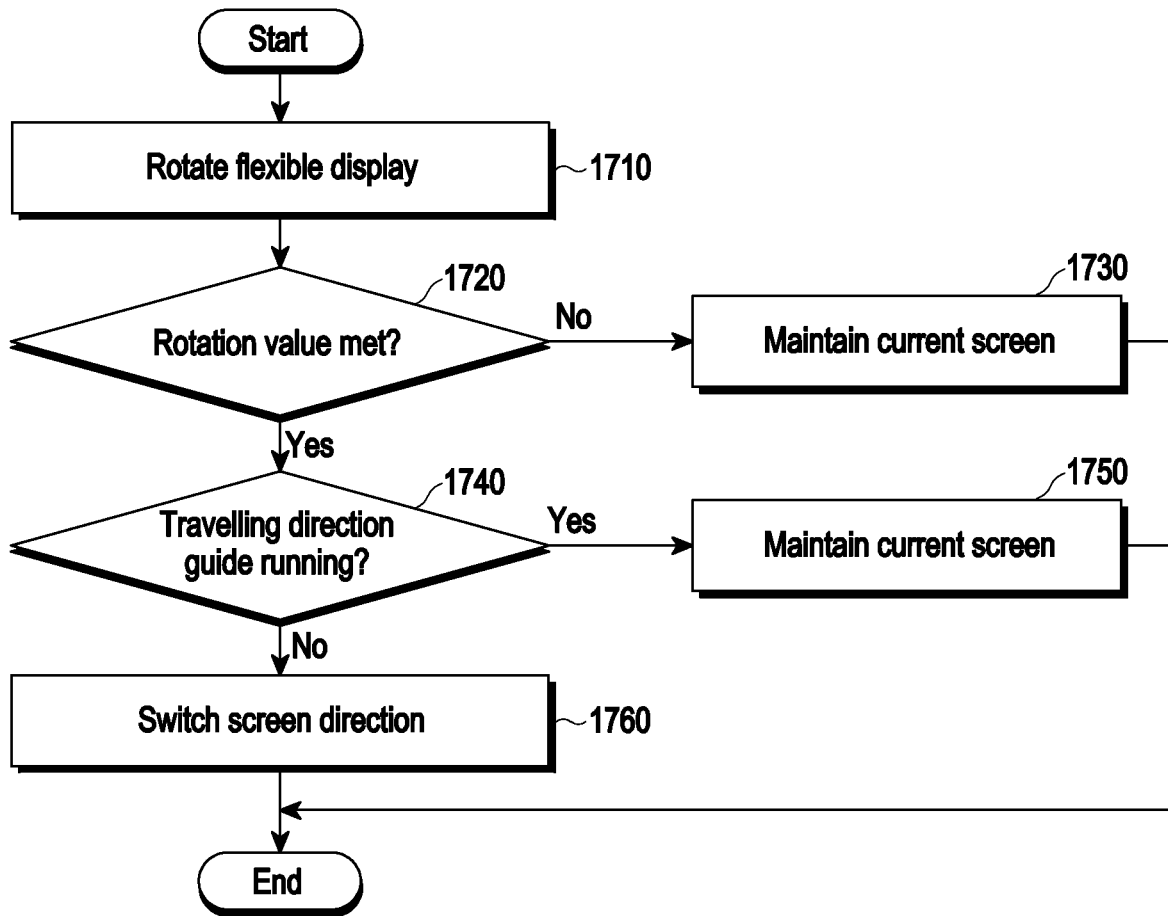 Start
Rotate flexible display
1710
1720
Rotation value met?
No
1730
Maintain current screen
Yes
1740
Travelling direction
guide running?
Yes
1750
Maintain current screen
No
Switch screen direction
1760
End